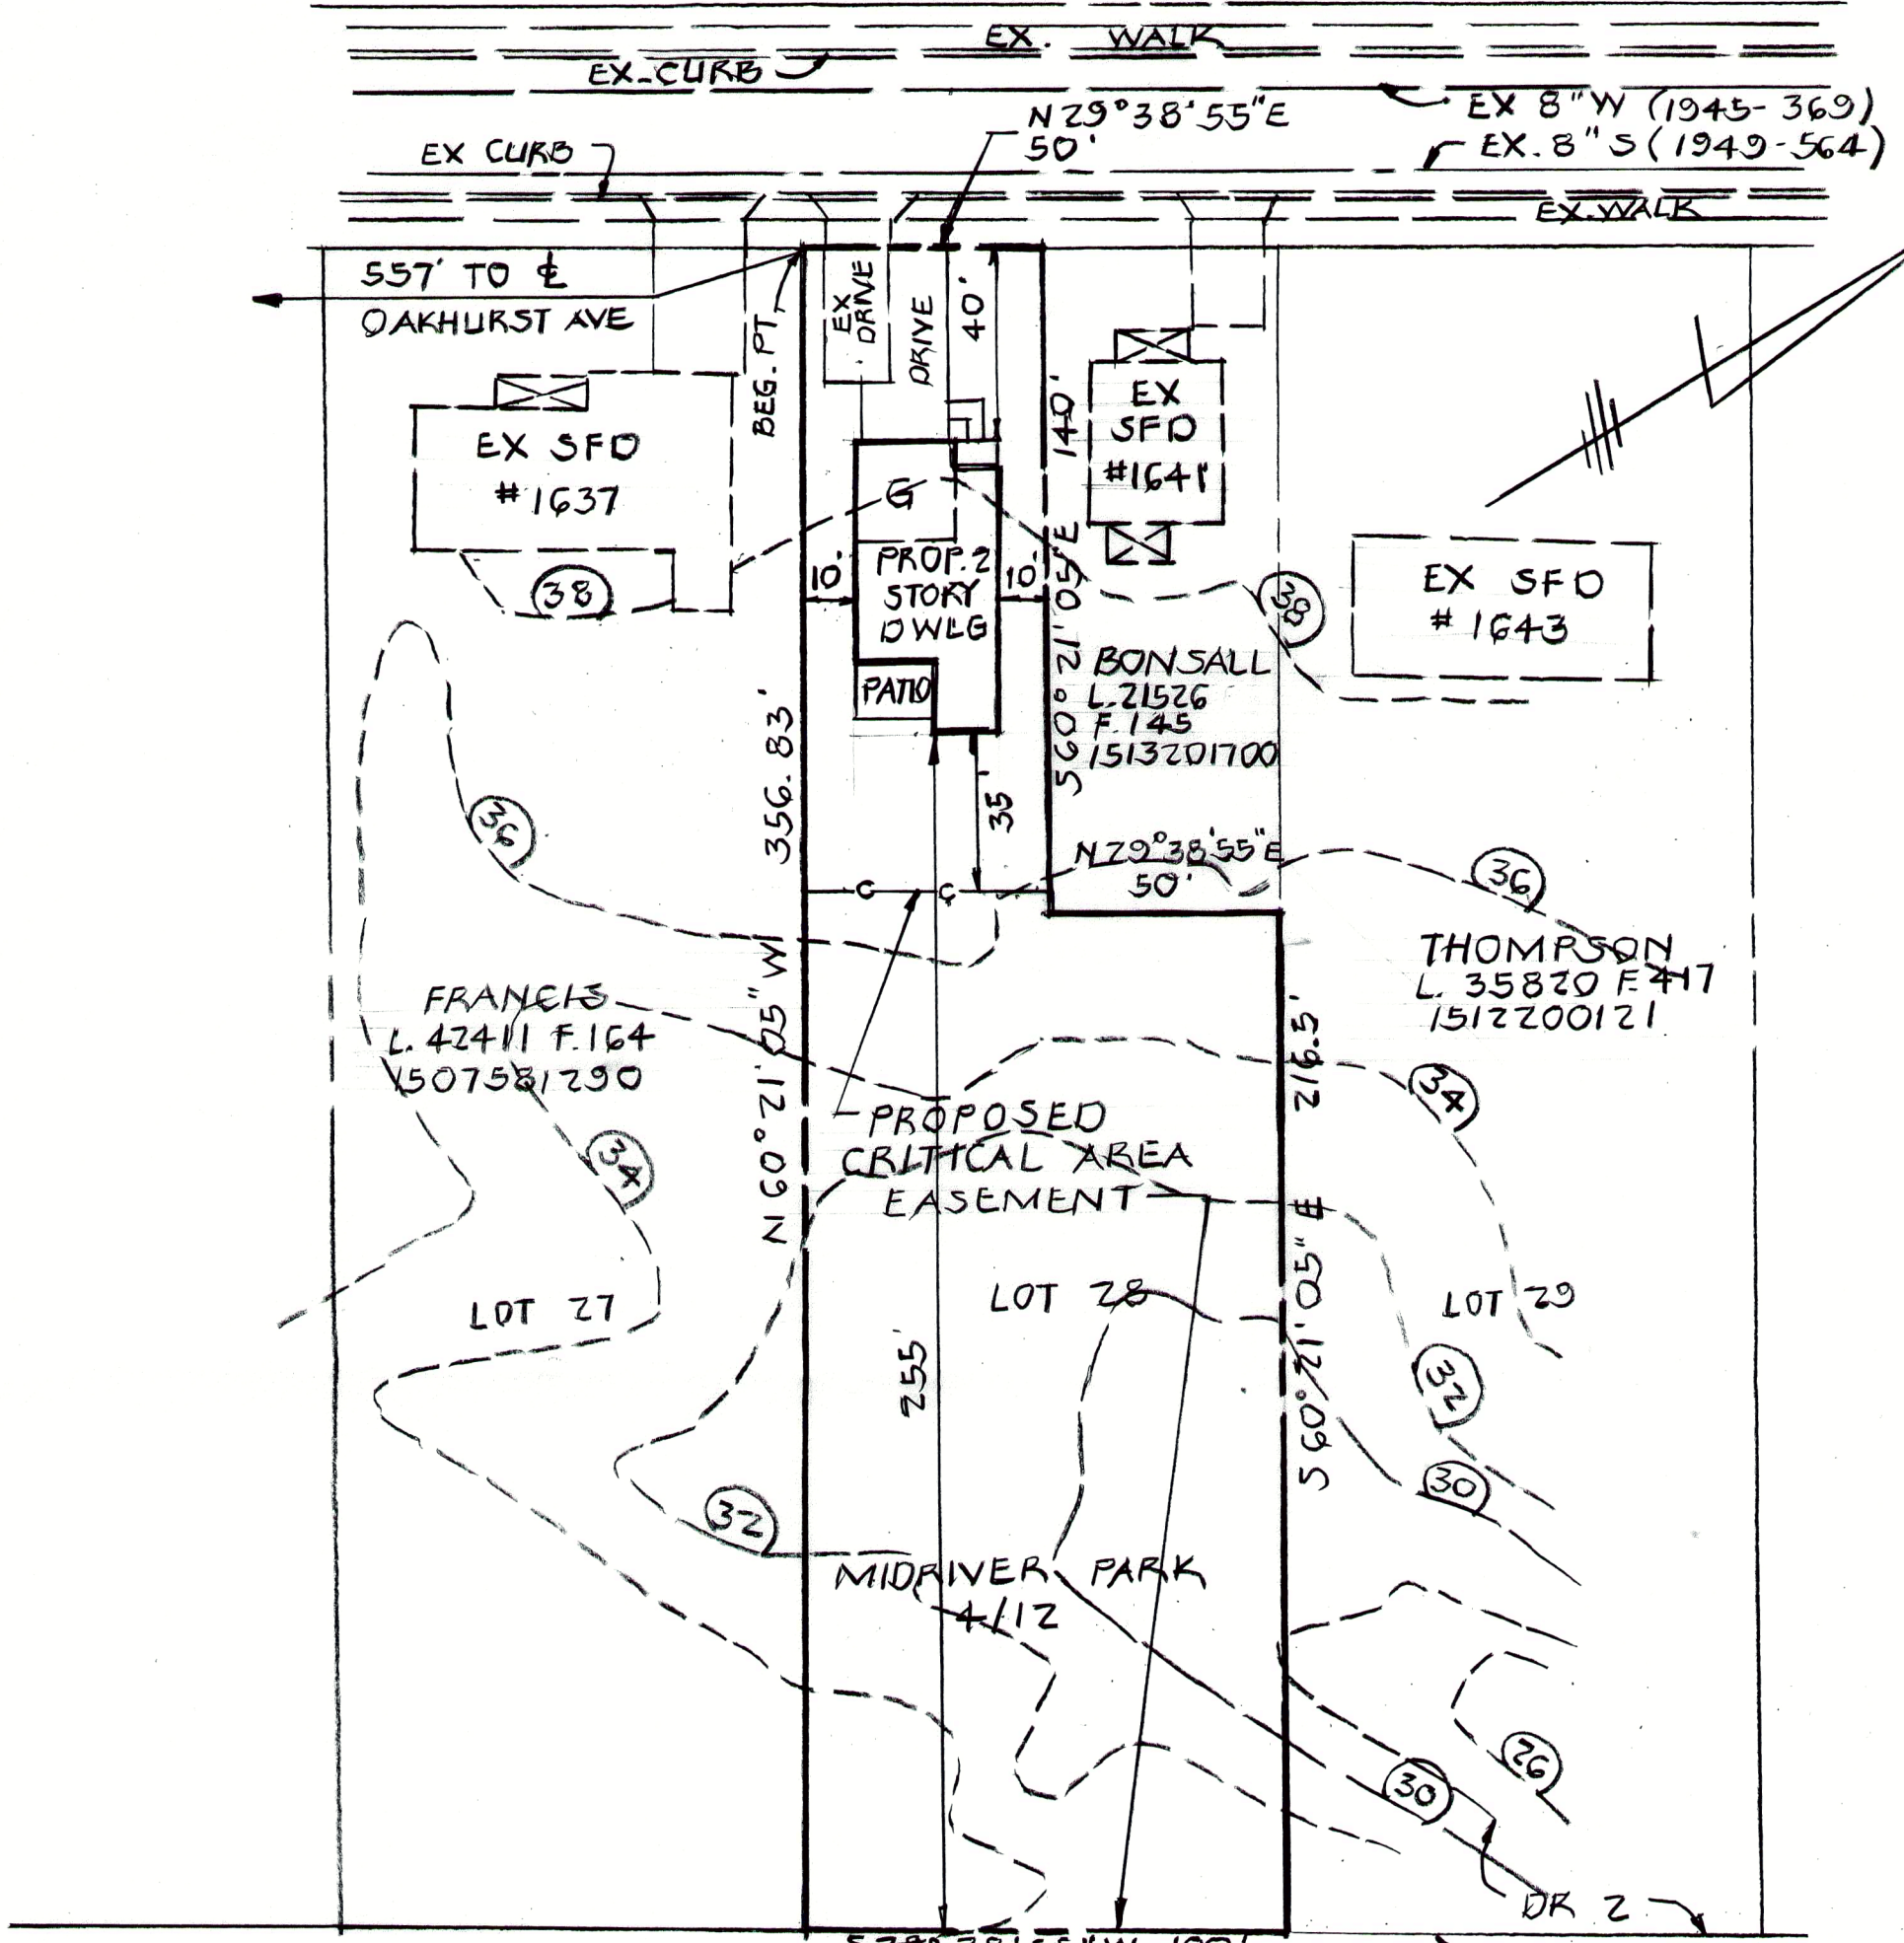 EX. WALK
EX-CURB
N29°38'55"E
50'
EX 8"W (1945-369)
EX. 8"S (1949-564)
EX CURB
EX. WALK
557' TO ℄
OAKHURST AVE
BEG. PT.
EX
DRIVE
DRIVE
40'
140'
EX SFD
#1637
EX
SFD
#1641
G
38
10'
PROP. 2
STORY
DWLG
10'
38
EX SFD
# 1643
S60°21'05"E
BONSALL
L.21526
F.145
1513201700
PATIO
356.83'
36
35'
N29°38'55"E
50'
36
C C
THOMPSON
L. 35820 F.417
1512200121
FRANCIS
L. 42411 F.164
1507581290
N60°21'05"W
216.5'
34
PROPOSED
CRITICAL AREA
EASEMENT
34
LOT 27
LOT 28
LOT 29
S 60°21'05" E
255'
32
30
32
MIDRIVER PARK
4/12
26
30
DR 2